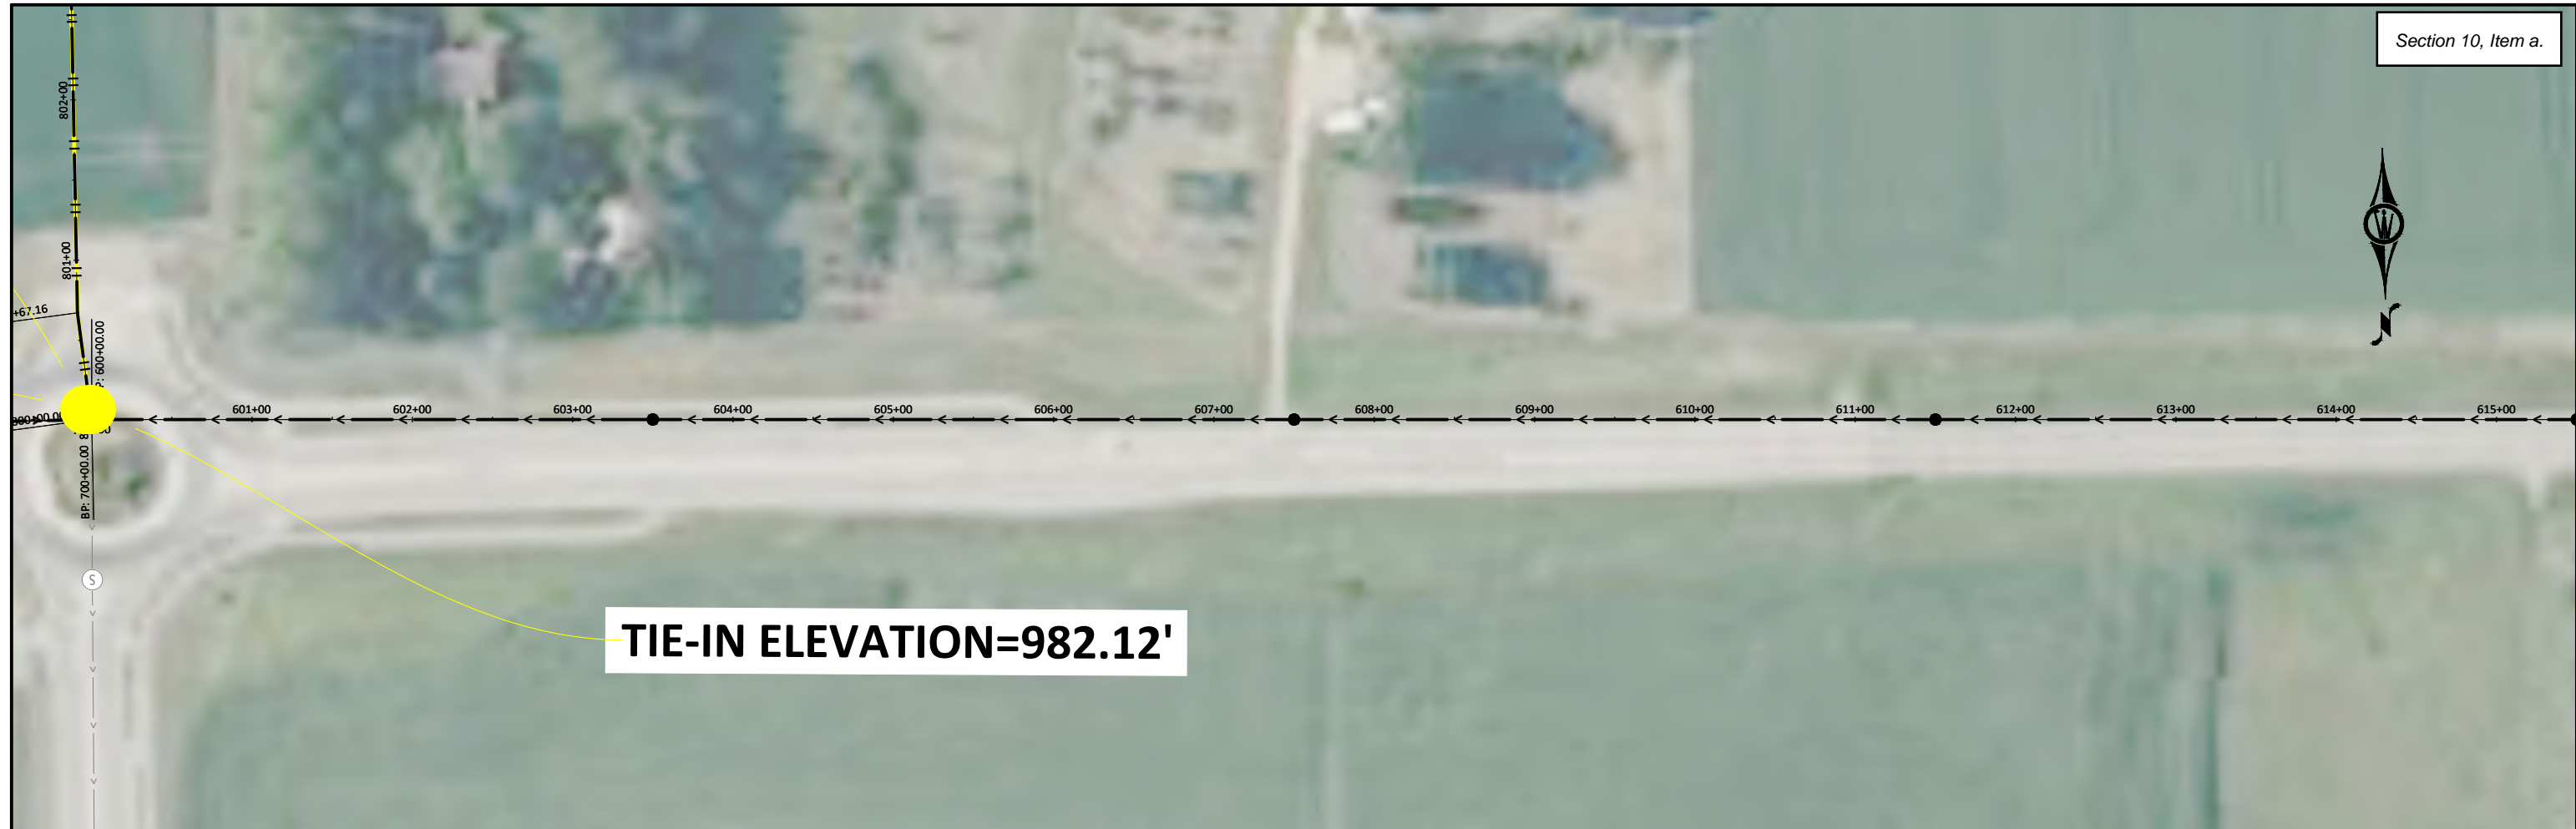 Section 10, Item a.
802+00
801+00
+67.16
P: 600+00.00
601+00 602+00 603+00 604+00 605+00 606+00 607+00 608+00 609+00 610+00 611+00 612+00 613+00 614+00 615+00
BP: 700+00.00
S
TIE-IN ELEVATION=982.12'
N